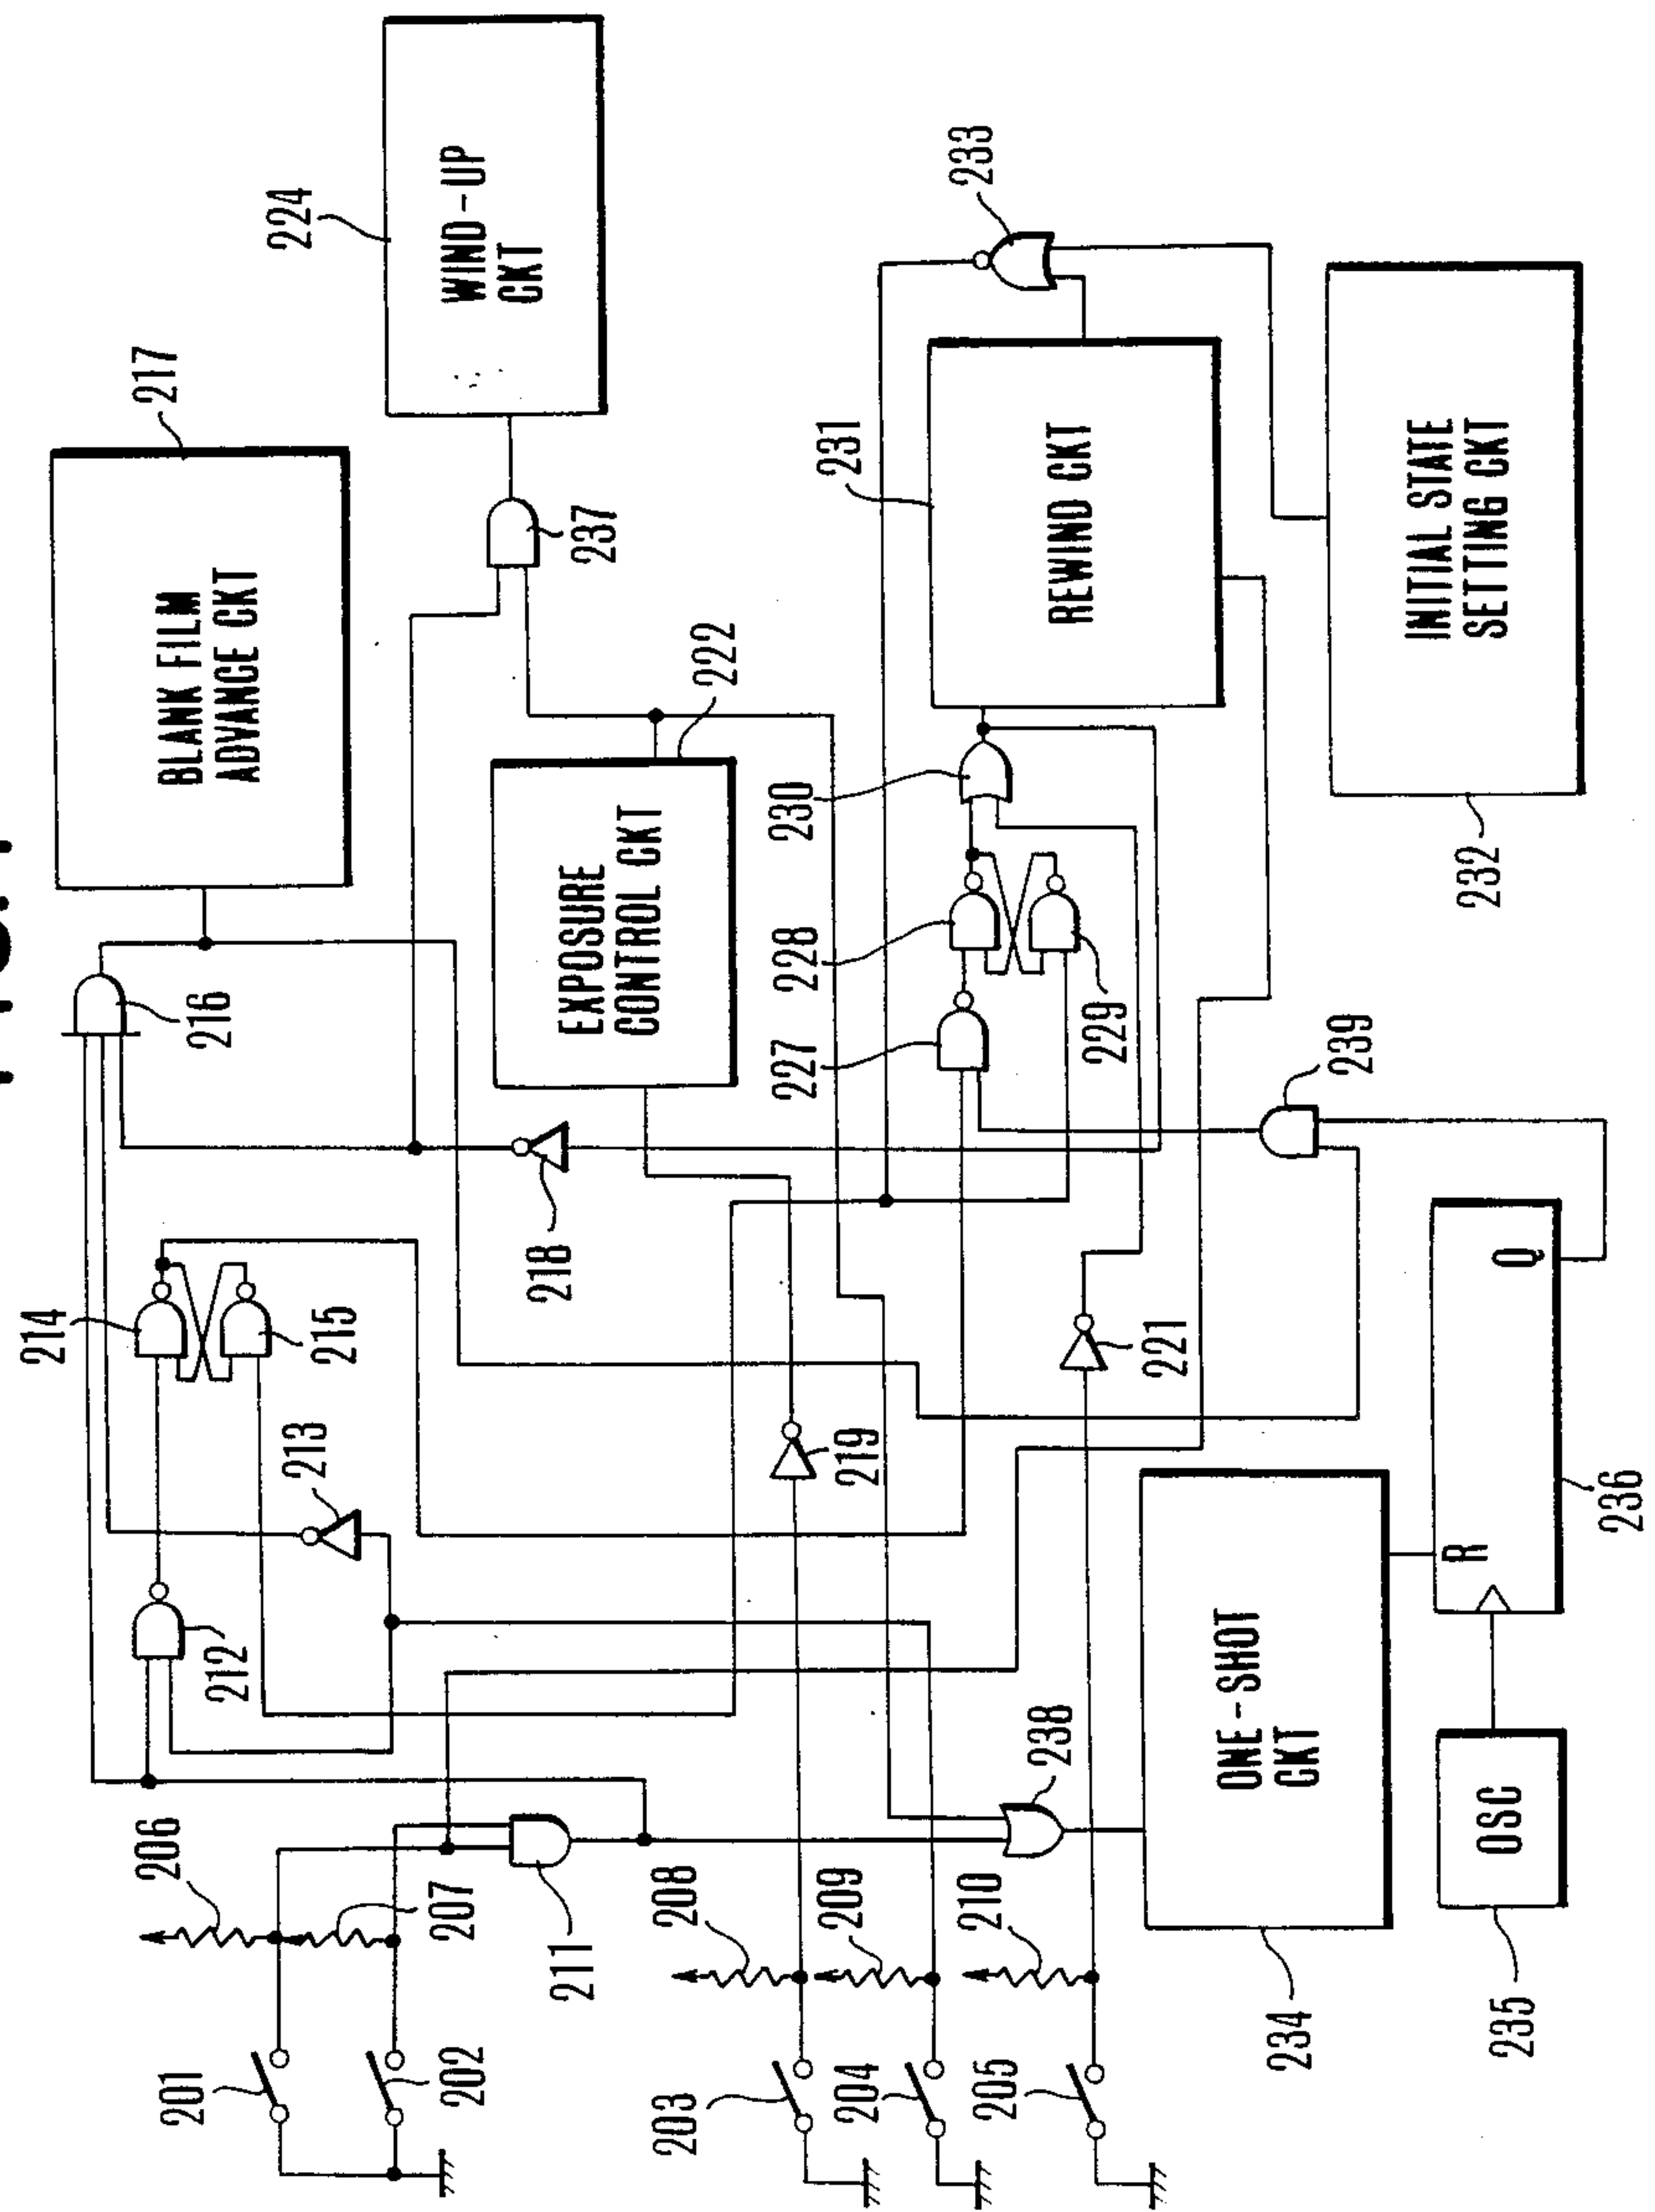 217
BLANK FILM
ADVANCE CKT
224
WIND-UP
CKT
216
237
214
215
218
222
EXPOSURE
CONTROL CKT
233
231
REWIND CKT
230
228
227
229
INITIAL STATE
SETTING CKT
232
239
213
212
219
221
206
207
211
208
209
210
238
ONE-SHOT
CKT
234
R
Q
236
OSC
235
201
202
203
204
205